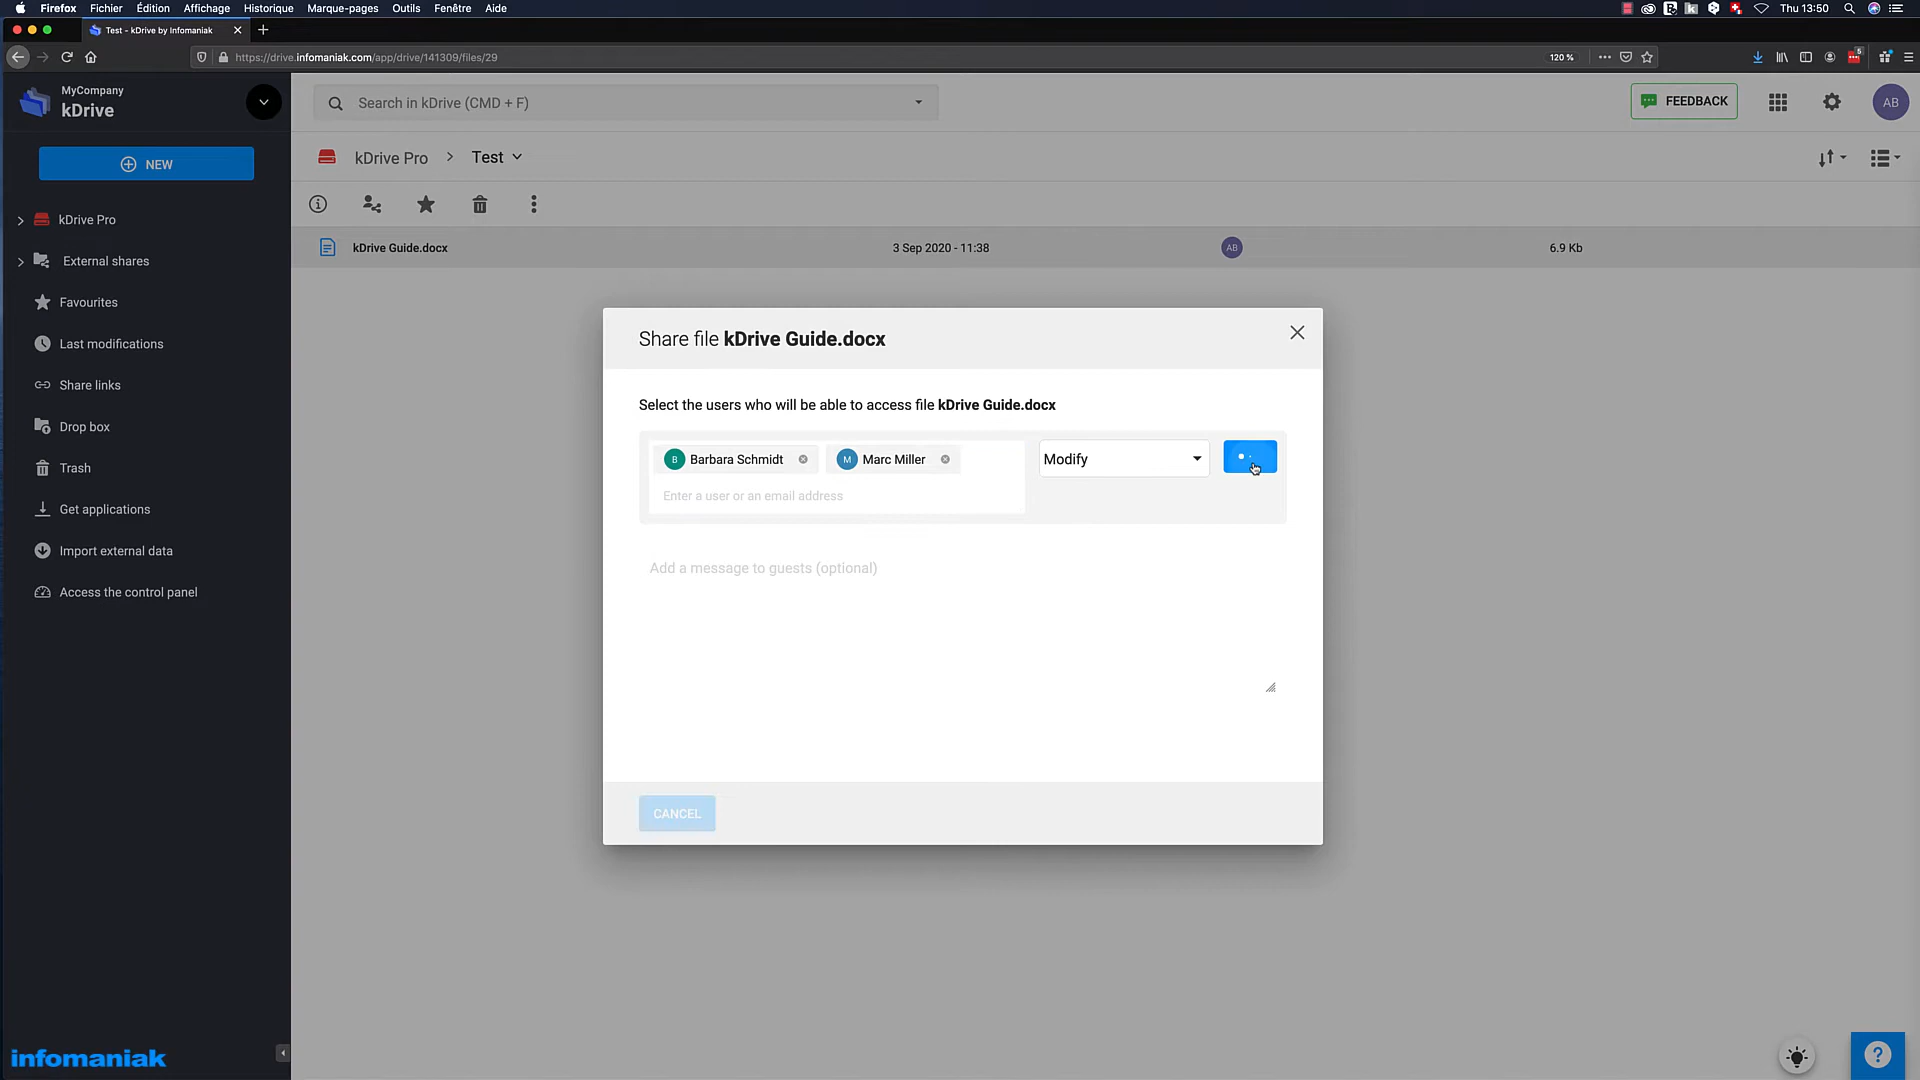 Firefox Fichier Édition Affichage Historique Marque-pages Outils Fenêtre Aide Thu 13:50
Test - kDrive by Infomaniak
https://drive.infomaniak.com/app/drive/141309/files/29 120 % 5
MyCompany
kDrive
Search in kDrive (CMD + F)
FEEDBACK
AB
NEW
kDrive Pro > Test
kDrive Pro
External shares
Favourites
Last modifications
Share links
Drop box
Trash
Get applications
Import external data
Access the control panel
infomaniak
kDrive Guide.docx 3 Sep 2020 - 11:38 AB 6.9 Kb
Share file kDrive Guide.docx
Select the users who will be able to access file kDrive Guide.docx
B Barbara Schmidt M Marc Miller Modify
Enter a user or an email address
Add a message to guests (optional)
CANCEL
?